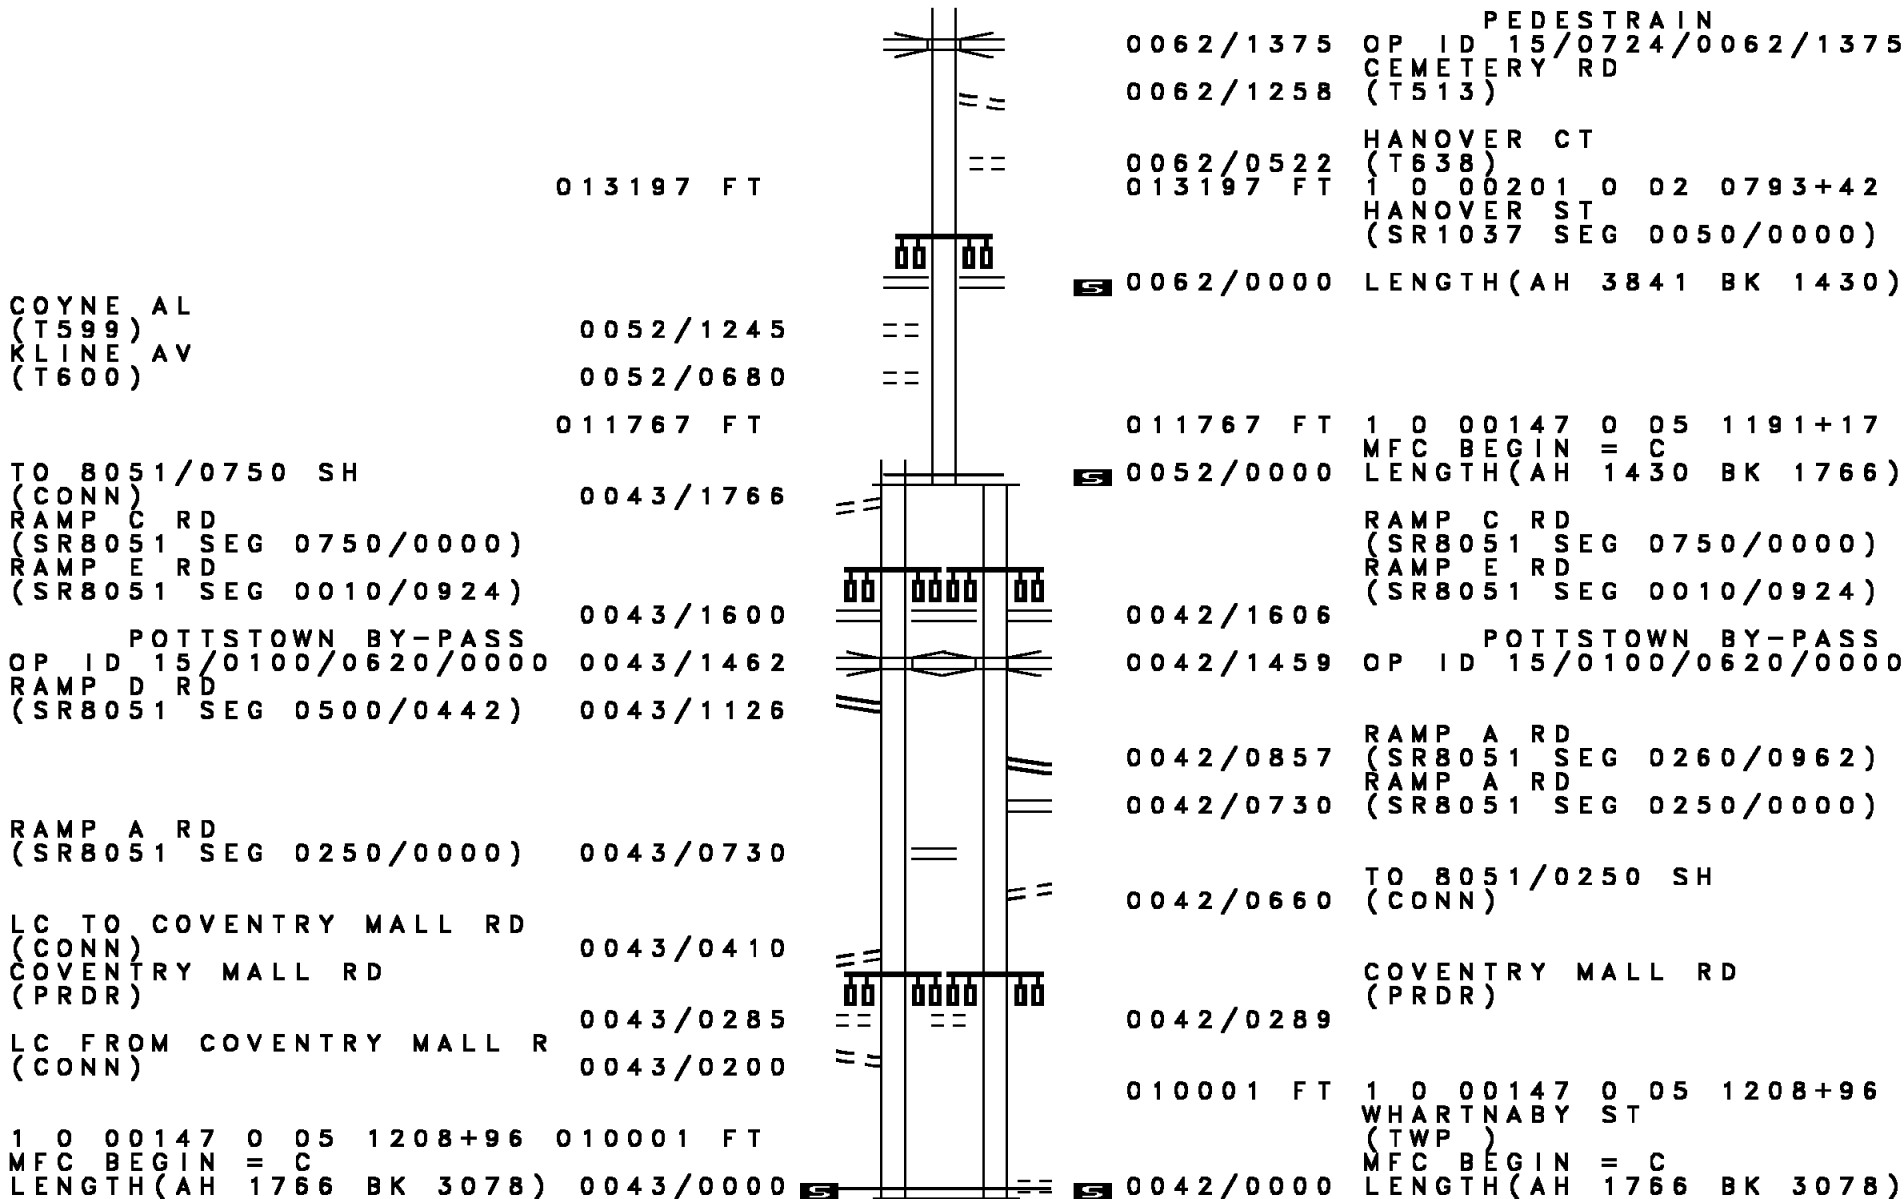 PEDESTRAIN
0062/1375 OP ID 15/0724/0062/1375
CEMETERY RD
0062/1258 (T513)
HANOVER CT
0062/0522 (T638)
013197 FT 013197 FT 1 0 00201 0 02 0793+42
HANOVER ST
(SR1037 SEG 0050/0000)
S 0062/0000 LENGTH(AH 3841 BK 1430)
COYNE AL
(T599) 0052/1245
KLINE AV
(T600) 0052/0680
011767 FT 011767 FT 1 0 00147 0 05 1191+17
MFC BEGIN = C
TO 8051/0750 SH S 0052/0000 LENGTH(AH 1430 BK 1766)
(CONN) 0043/1766
RAMP C RD RAMP C RD
(SR8051 SEG 0750/0000) (SR8051 SEG 0750/0000)
RAMP E RD RAMP E RD
(SR8051 SEG 0010/0924) (SR8051 SEG 0010/0924)
0043/1600 0042/1606
POTTSTOWN BY-PASS POTTSTOWN BY-PASS
OP ID 15/0100/0620/0000 0043/1462 0042/1459 OP ID 15/0100/0620/0000
RAMP D RD
(SR8051 SEG 0500/0442) 0043/1126
RAMP A RD
0042/0857 (SR8051 SEG 0260/0962)
RAMP A RD
0042/0730 (SR8051 SEG 0250/0000)
RAMP A RD
(SR8051 SEG 0250/0000) 0043/0730
TO 8051/0250 SH
0042/0660 (CONN)
LC TO COVENTRY MALL RD
(CONN) 0043/0410
COVENTRY MALL RD COVENTRY MALL RD
(PRDR) (PRDR)
0043/0285 0042/0289
LC FROM COVENTRY MALL R
(CONN) 0043/0200
010001 FT 1 0 00147 0 05 1208+96
WHARTNABY ST
1 0 00147 0 05 1208+96 010001 FT (TWP )
MFC BEGIN = C MFC BEGIN = C
LENGTH(AH 1766 BK 3078) 0043/0000 S S 0042/0000 LENGTH(AH 1766 BK 3078)